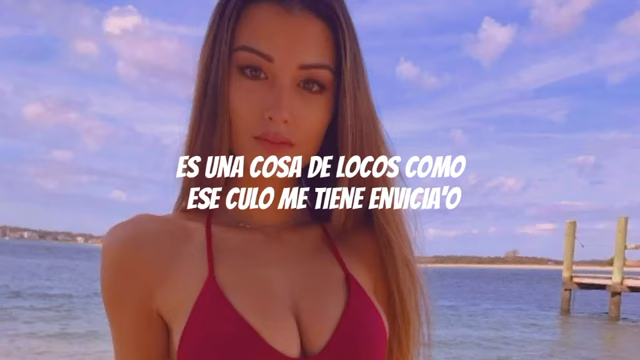 ES UNA COSA DE LOCOS COMO
ESE CULO ME TIENE ENVICIA'O